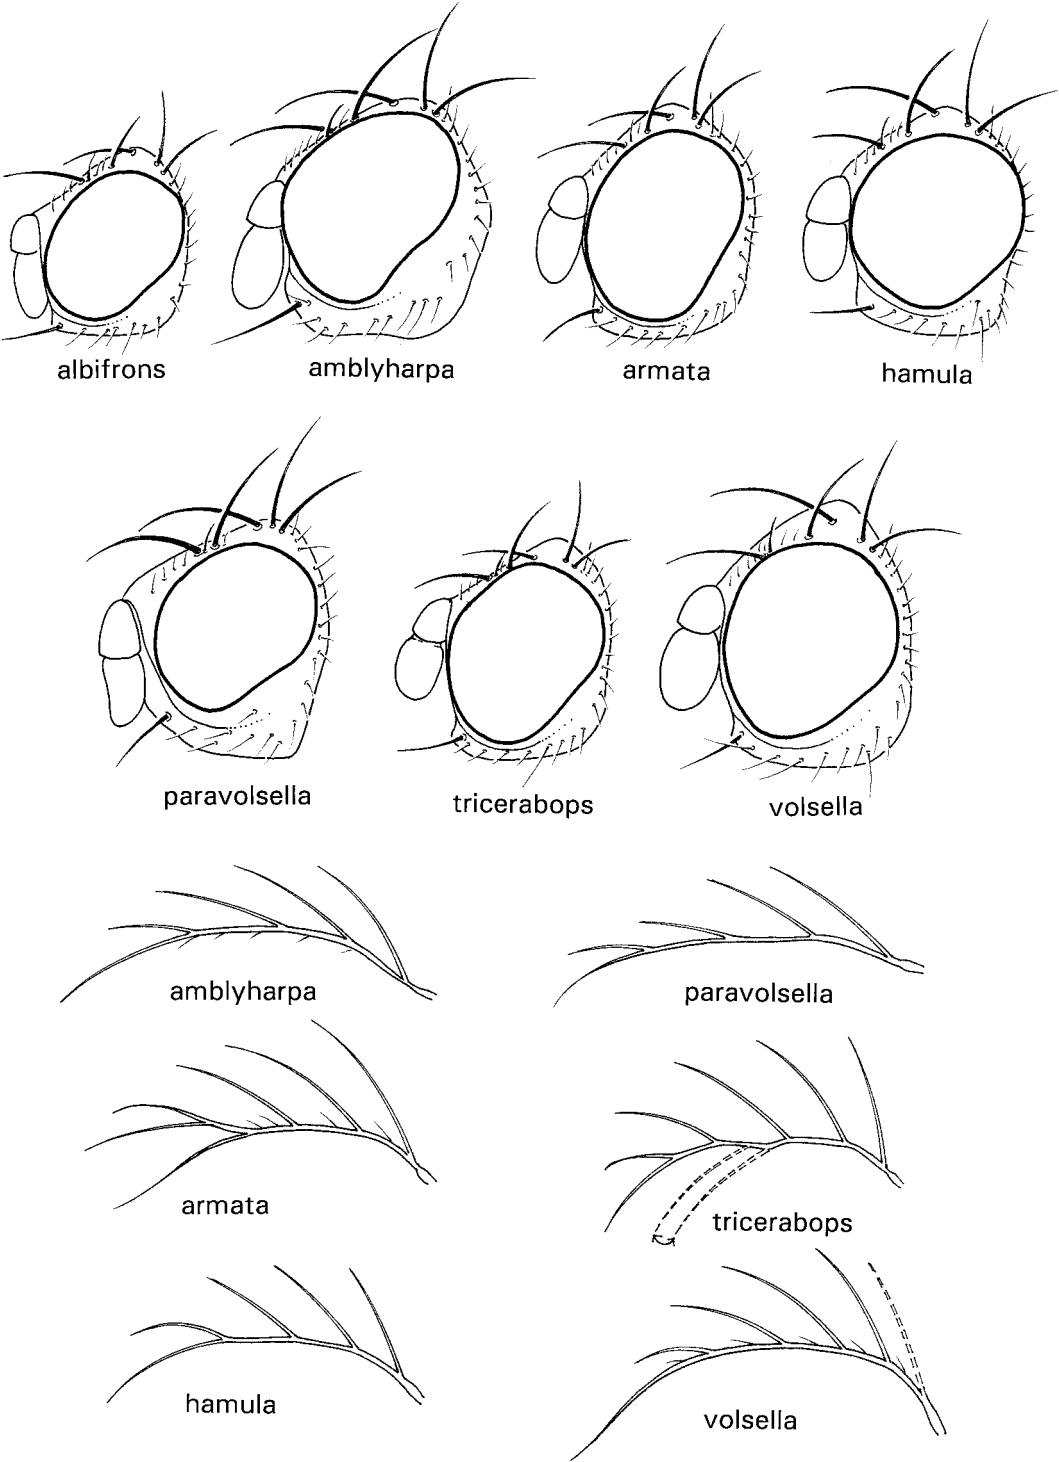 albifrons
amblyharpa
armata
hamula
paravolsella
tricerabops
volsella
amblyharpa
paravolsella
armata
tricerabops
hamula
volsella